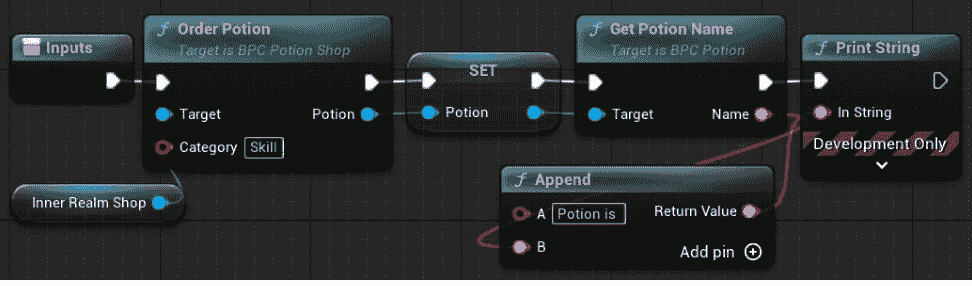 Inputs
Order Potion
Target is BPC Potion Shop
Target
Potion
Category Skill
Inner Realm Shop
SET
Potion
Get Potion Name
Target is BPC Potion
Target
Name
Print String
In String
Development Only
Append
A Potion is
Return Value
B
Add pin